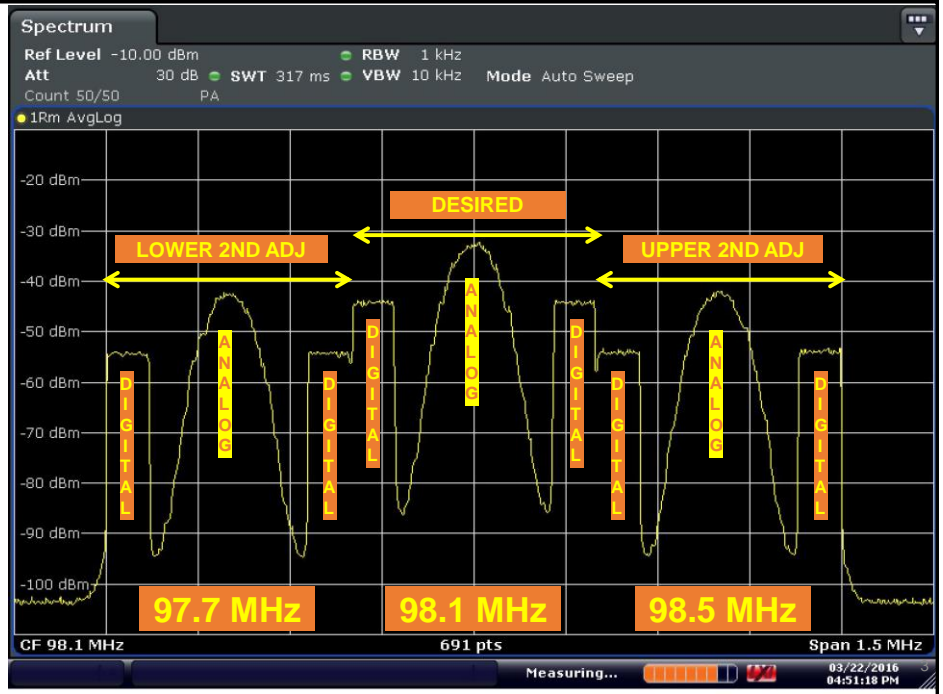 Spectrum
Ref Level -10.00 dBm RBW 1 kHz
Att 30 dB SWT 317 ms VBW 10 kHz Mode Auto Sweep
Count 50/50 PA
1Rm AvgLog
-20 dBm
DESIRED
-30 dBm
LOWER 2ND ADJ
UPPER 2ND ADJ
-40 dBm
-50 dBm
-60 dBm
-70 dBm
-80 dBm
-90 dBm
-100 dBm
DIGITAL
ANALOG
DIGITAL
DIGITAL
ANALOG
DIGITAL
DIGITAL
ANALOG
DIGITAL
97.7 MHz
98.1 MHz
98.5 MHz
CF 98.1 MHz 691 pts Span 1.5 MHz
Measuring...
03/22/2016
04:51:18 PM
3